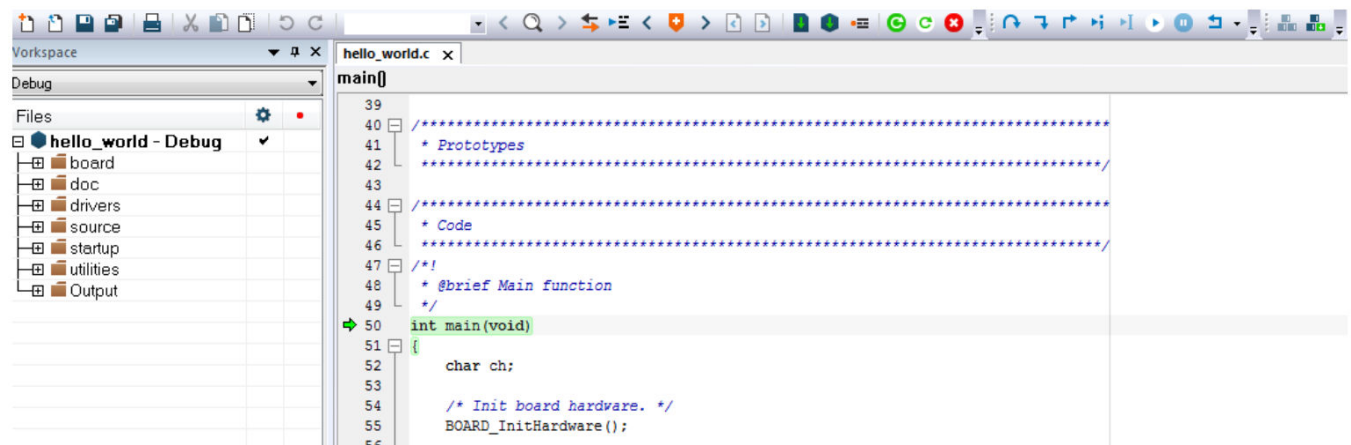 Workspace
hello_world.c x
Debug
main()
Files
hello_world - Debug
board
doc
drivers
source
startup
utilities
Output
39
40 /*******************************************************************************
41 * Prototypes
42 ******************************************************************************/
43
44 /*******************************************************************************
45 * Code
46 ******************************************************************************/
47 /*!
48 * @brief Main function
49 */
50 int main(void)
51 {
52 char ch;
53
54 /* Init board hardware. */
55 BOARD_InitHardware();
56